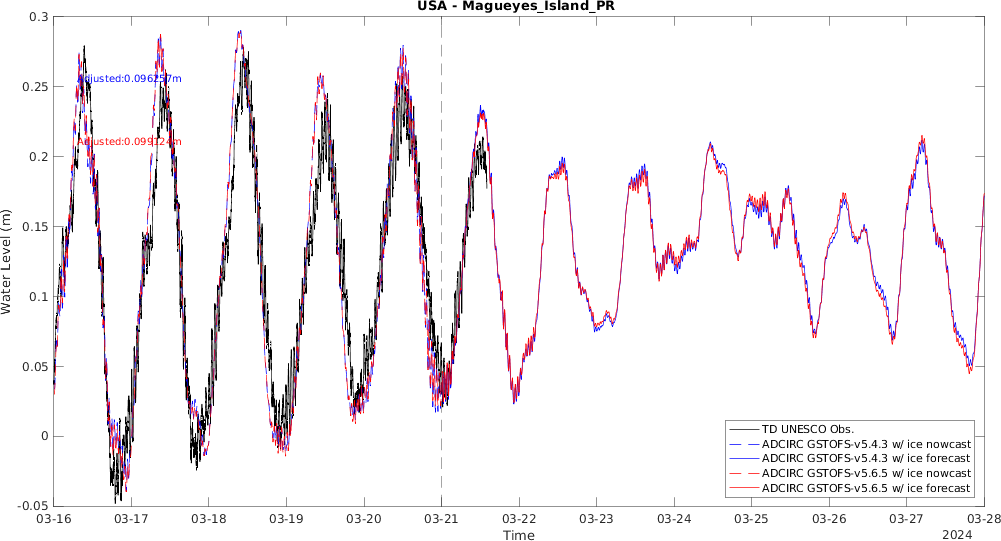 USA - Magueyes_Island_PR
0.3
0.25
0.2
0.15
0.1
0.05
0
-0.05
Water Level (m)
Adjusted:0.096257m
Adjusted:0.099124m
TD UNESCO Obs.
ADCIRC GSTOFS-v5.4.3 w/ ice nowcast
ADCIRC GSTOFS-v5.4.3 w/ ice forecast
ADCIRC GSTOFS-v5.6.5 w/ ice nowcast
ADCIRC GSTOFS-v5.6.5 w/ ice forecast
03-16 03-17 03-18 03-19 03-20 03-21 03-22 03-23 03-24 03-25 03-26 03-27 03-28
Time
2024